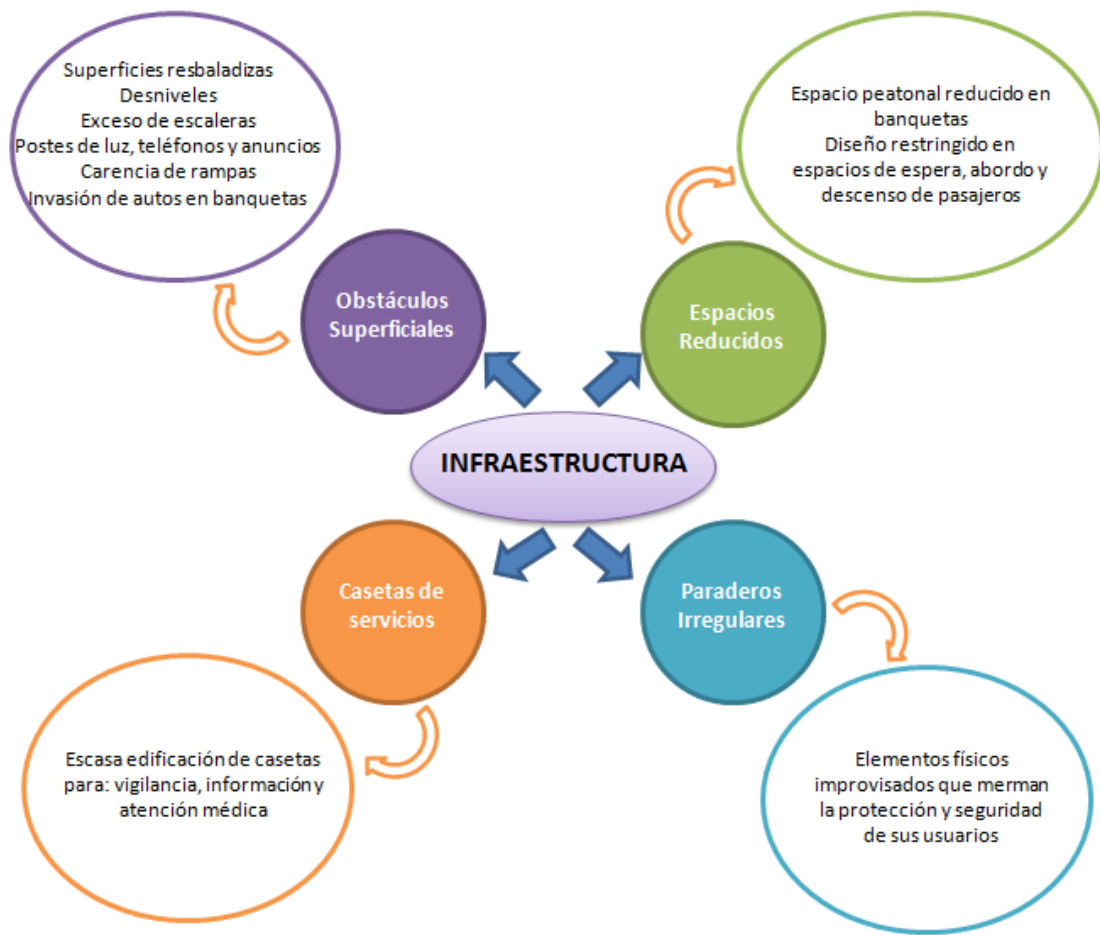 Superficies resbaladizas
Desniveles
Exceso de escaleras
Postes de luz, teléfonos y anuncios
Carencia de rampas
Invasión de autos en banquetas
Espacio peatonal reducido en
banquetas
Diseño restringido en
espacios de espera, abordo y
descenso de pasajeros
Obstáculos
Superficiales
Espacios
Reducidos
INFRAESTRUCTURA
Casetas de
servicios
Paraderos
Irregulares
Escasa edificación de casetas
para: vigilancia, información y
atención médica
Elementos físicos
improvisados que merman
la protección y seguridad
de sus usuarios